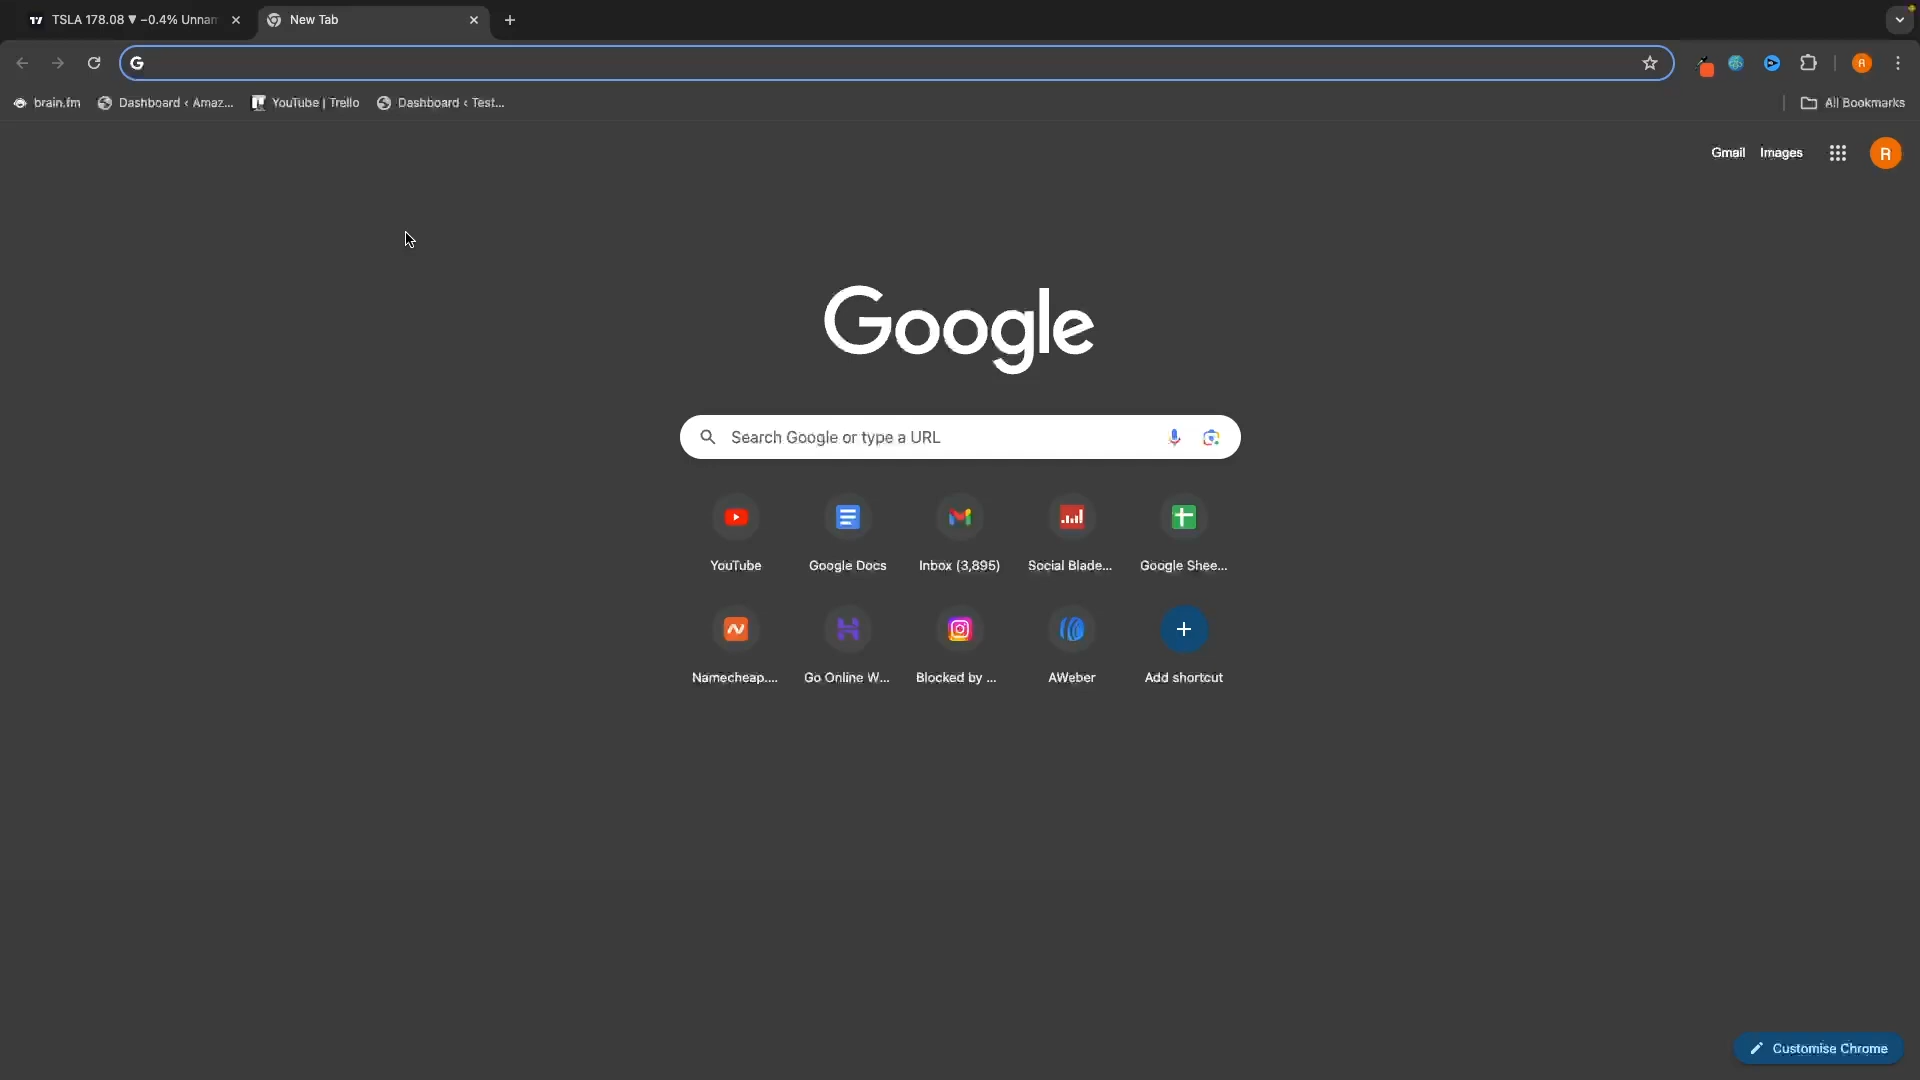 TSLA 178.08 ▼ −0.4% Unnam
New Tab
brain.fm
Dashboard ‹ Amaz...
YouTube | Trello
Dashboard ‹ Test...
All Bookmarks
Gmail
Images
R
R
Google
Search Google or type a URL
YouTube
Google Docs
Inbox (3,895)
Social Blade...
Google Shee...
Namecheap....
Go Online W...
Blocked by ...
AWeber
Add shortcut
Customise Chrome